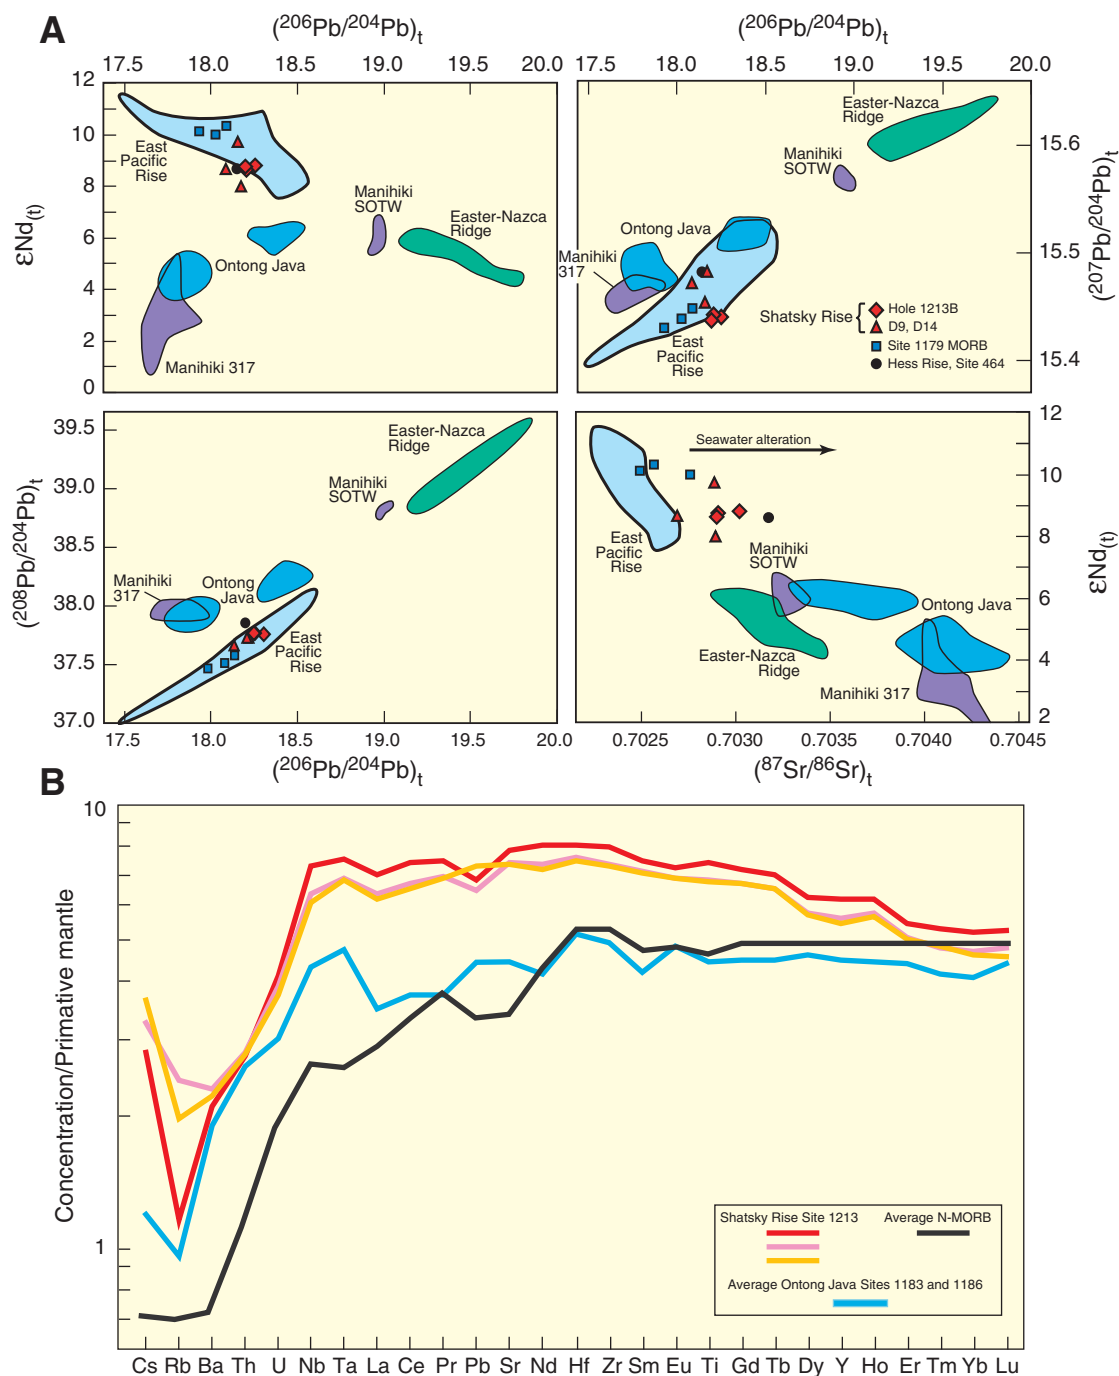 A
(206Pb/204Pb)t
(206Pb/204Pb)t
17.5 18.0 18.5 19.0 19.5 20.0
17.5 18.0 18.5 19.0 19.5 20.0
εNd(t)
12
10
8
6
4
2
0
East
Pacific
Rise
Manihiki
SOTW
Easter-Nazca
Ridge
Ontong Java
Manihiki 317
Easter-Nazca
Ridge
Manihiki
SOTW
Ontong Java
Manihiki
317
East
Pacific
Rise
Shatsky Rise
Hole 1213B
D9, D14
Site 1179 MORB
Hess Rise, Site 464
15.6
15.5
15.4
(207Pb/204Pb)t
(208Pb/204Pb)t
39.5
39.0
38.5
38.0
37.5
37.0
Easter-Nazca
Ridge
Manihiki
SOTW
Manihiki
317
Ontong
Java
East
Pacific
Rise
17.5 18.0 18.5 19.0 19.5 20.0
(206Pb/204Pb)t
Seawater alteration
East
Pacific
Rise
Manihiki
SOTW
Ontong Java
Easter-Nazca
Ridge
Manihiki 317
12
10
8
6
4
2
εNd(t)
0.7025 0.703 0.7035 0.704 0.7045
(87Sr/86Sr)t
B
Concentration/Primative mantle
10
1
Shatsky Rise Site 1213
Average N-MORB
Average Ontong Java Sites 1183 and 1186
Cs Rb Ba Th U Nb Ta La Ce Pr Pb Sr Nd Hf Zr Sm Eu Ti Gd Tb Dy Y Ho Er Tm Yb Lu